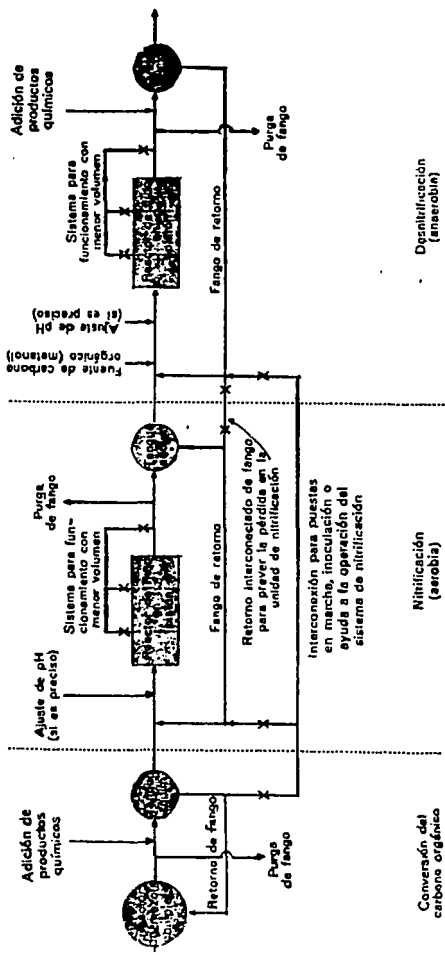 Adición de
productos
químicos
Retorno de fango
Purga
de fango
Conversión del
carbono orgánico
Ajuste de pH
(si es preciso)
Sistema para fun-
cionamiento con
menor volumen
Purga
de fango
Fango de retorno
Retorno interconectado de fango
para prever la pérdida en la
unidad de nitrificación
Interconexión para puestas
en marcha, inoculación o
ayuda a la operación del
sistema de nitrificación
Nitrificación
(aerobia)
Fuente de carbono
orgánico (metanol)
Ajuste de pH
(si es preciso)
Sistema para
funcionamiento con
menor volumen
Adición de
productos
químicos
Purga
de fango
Fango de retorno
Desnitrificación
(anaerobia)